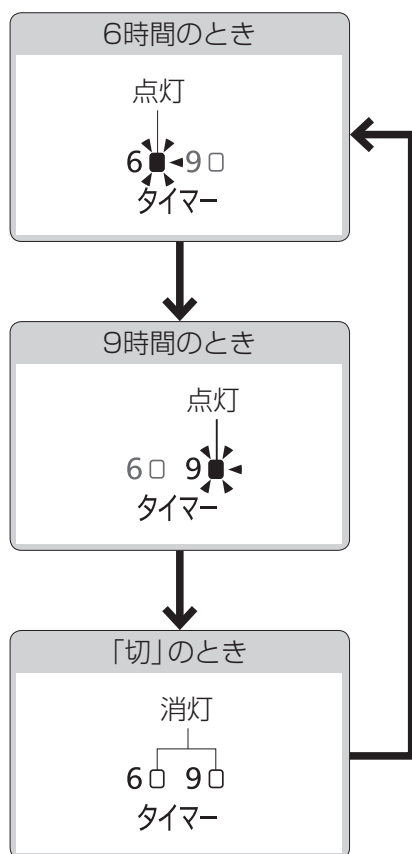 6時間のとき
点灯
6 9
タイマー
9時間のとき
点灯
6 9
タイマー
「切」のとき
消灯
6 9
タイマー